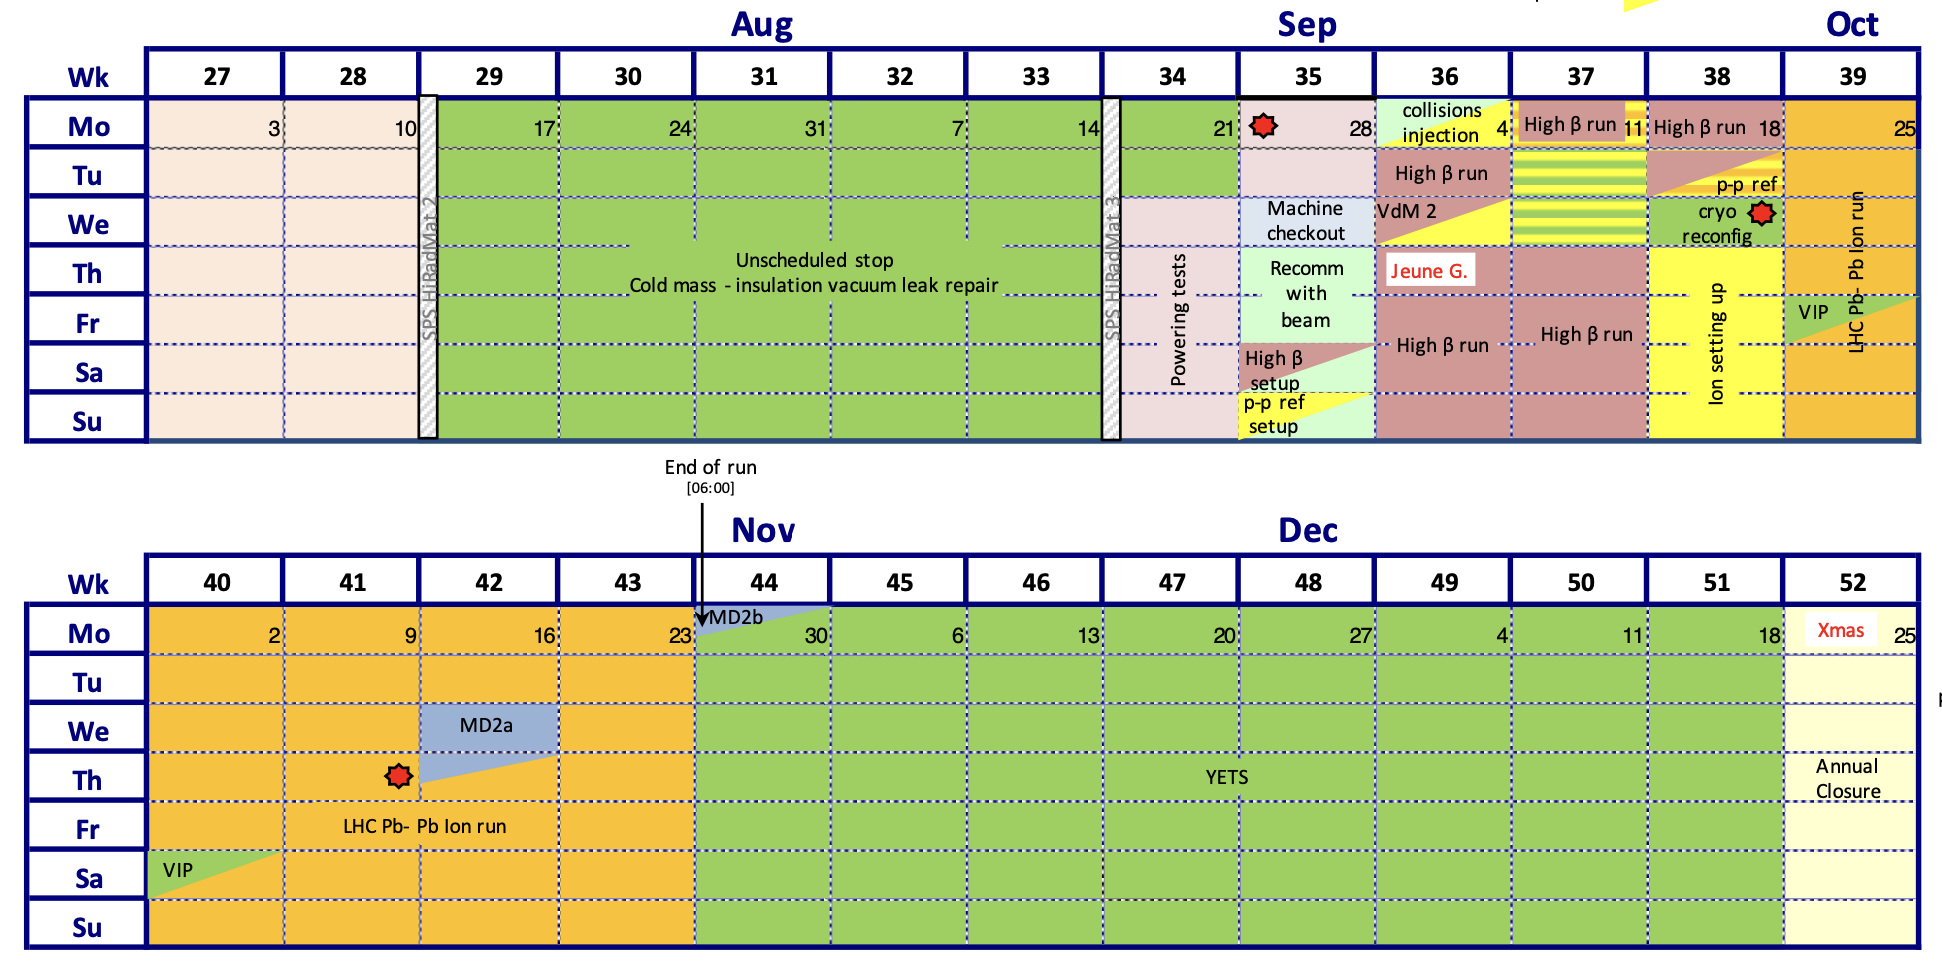 Aug Sep Oct
Wk 27 28 29 30 31 32 33 34 35 36 37 38 39
Mo 3 10 17 24 31 7 14 21 28 collisions injection 4 High β run 11 High β run 18 25
Tu High β run p-p ref
We Machine checkout VdM 2 cryo reconfig
Th Recomm with beam Jeune G.
Fr High β run High β run VIP
Sa High β setup
Su p-p ref setup
SPS HiRadMat 2
Unscheduled stop
Cold mass - insulation vacuum leak repair
SPS HiRadMat 3
Powering tests
Ion setting up
LHC Pb- Pb Ion run
End of run
[06:00]
Nov Dec
Wk 40 41 42 43 44 45 46 47 48 49 50 51 52
Mo 2 9 16 23 MD2b 30 6 13 20 27 4 11 18 Xmas 25
Tu
We MD2a
Th YETS Annual Closure
Fr LHC Pb- Pb Ion run
Sa VIP
Su